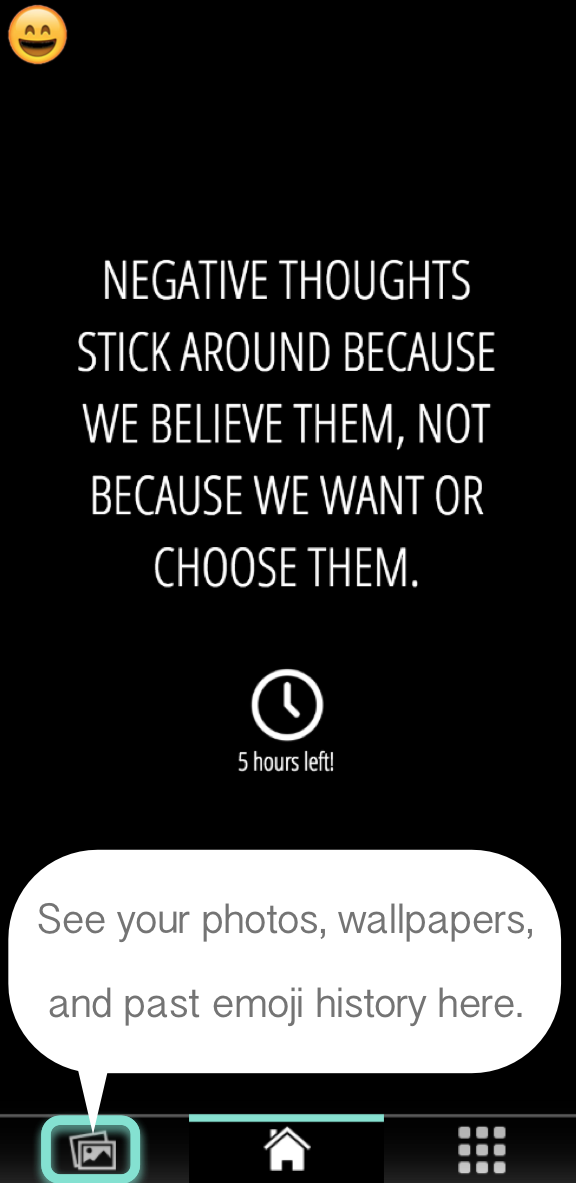 NEGATIVE THOUGHTS
STICK AROUND BECAUSE
WE BELIEVE THEM, NOT
BECAUSE WE WANT OR
CHOOSE THEM.
5 hours left!
See your photos, wallpapers,
and past emoji history here.